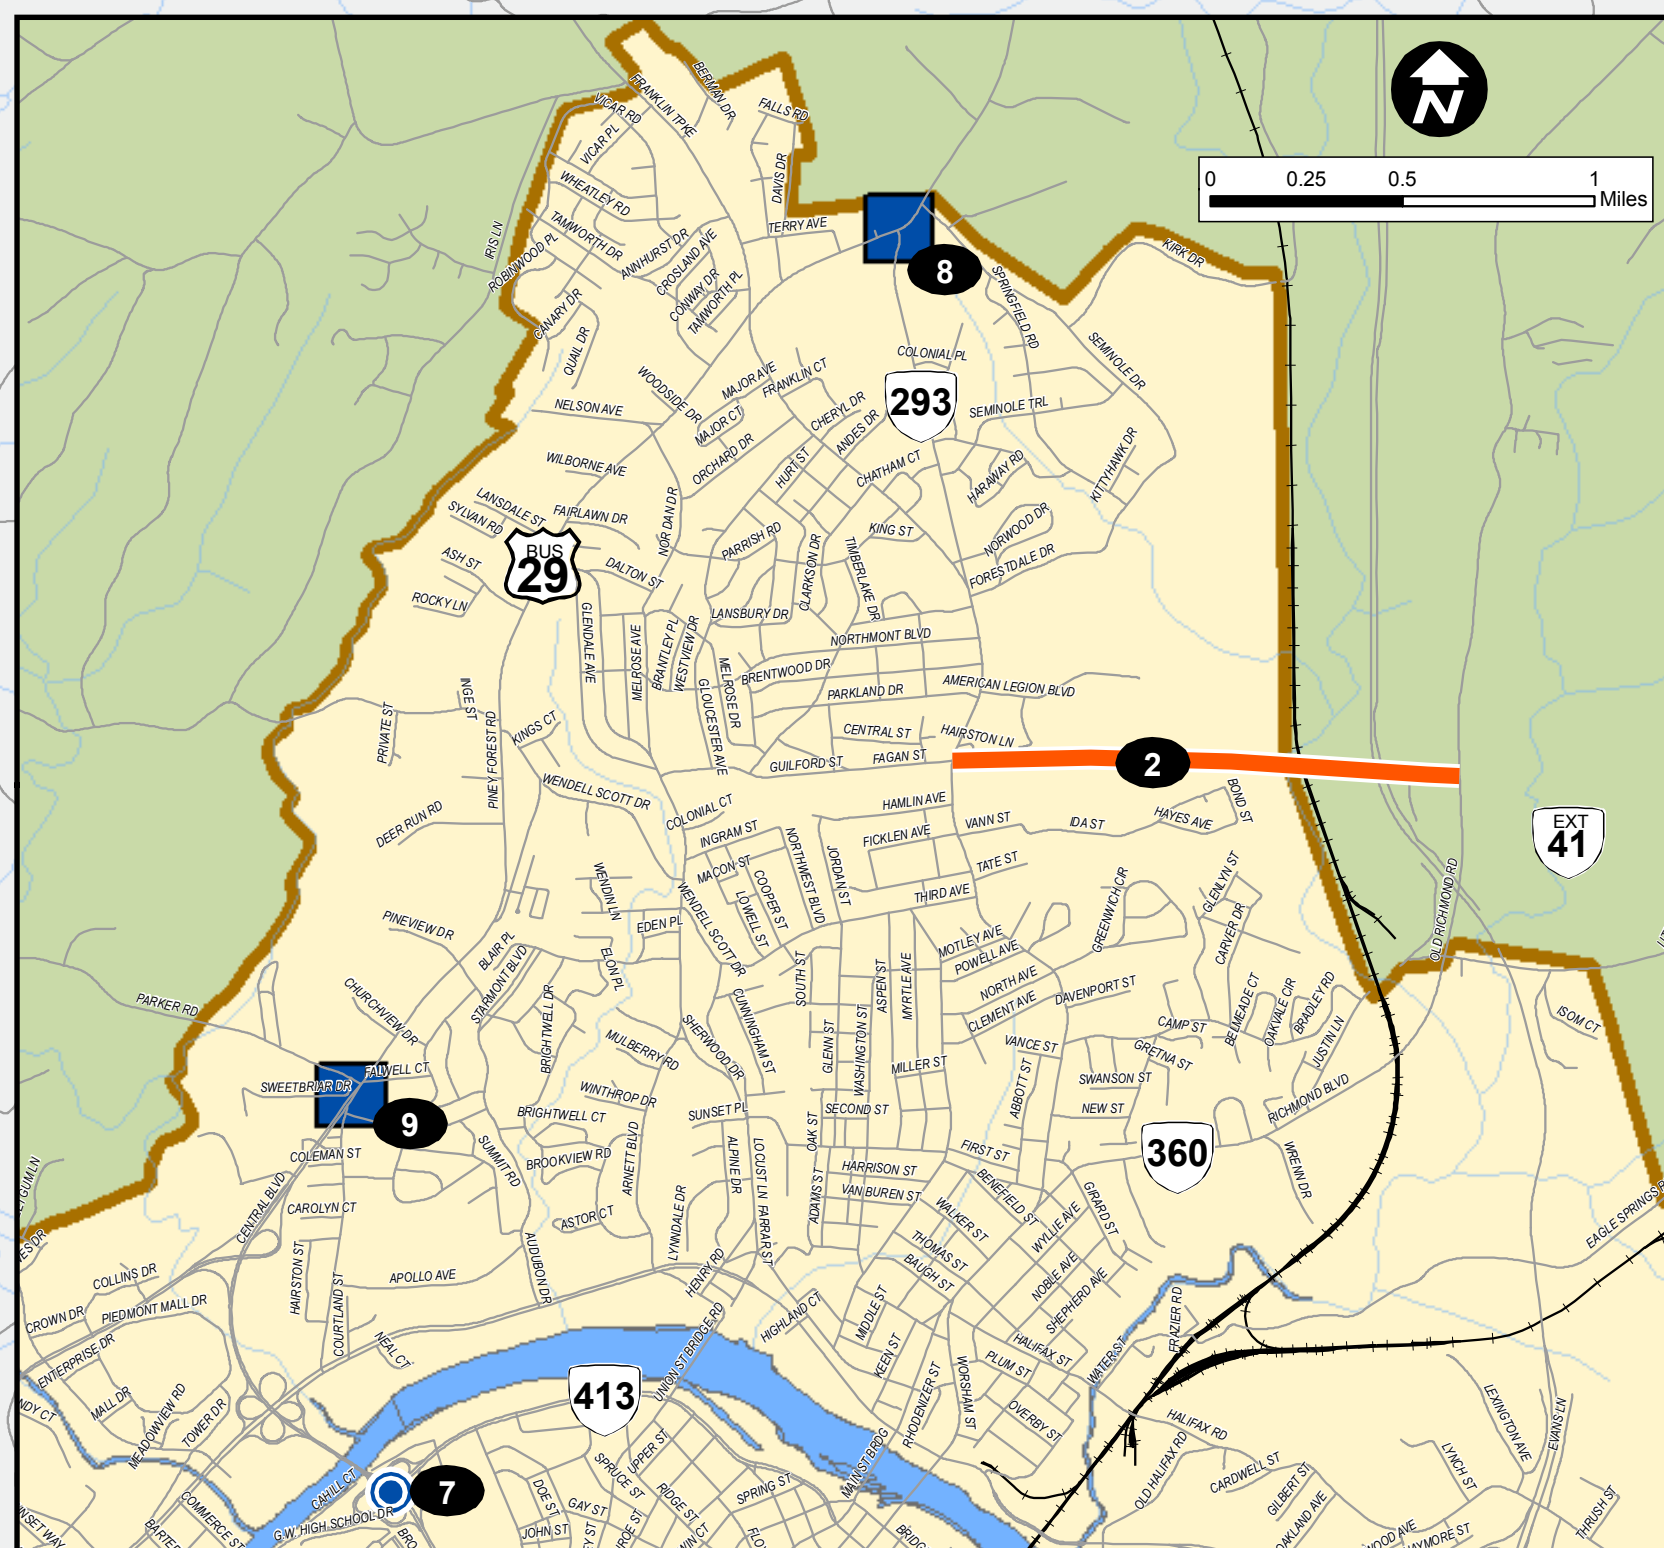 N
0 0.25 0.5 1
Miles
BERMAN DR
FRANKLIN TPKE
VICAR RD
FALLS RD
VICAR PL
DAVIS DR
WHEATLEY RD
TERRY AVE
TAMWORTH DR
IRIS LN
ROBINWOOD PL
ANNHURST DR
CROSLAND AVE
CONWAY DR
TAMWORTH PL
8
KIRK DR
SPRINGFIELD RD
CANARY DR
QUAIL DR
COLONIAL PL
SEMINOLE DR
WOODSIDE DR
MAJOR AVE
FRANKLIN CT
293
NELSON AVE
MAJOR CT
CHERYL DR
ANDES DR
SEMINOLE TRL
ORCHARD DR
HURT ST
CHATHAM CT
HARAWAY RD
KITTYHAWK DR
WILBORNE AVE
LANSDALE ST
SYLVAN RD
FAIRLAWN DR
NOR DAN DR
PARRISH RD
KING ST
NORWOOD DR
FORESTDALE DR
ASH ST
BUS
29
DALTON ST
CLARKSON DR
TIMBERLAKE DR
ROCKY LN
GLENDALE AVE
MELROSE AVE
BRANTLEY PL
WESTVIEW DR
LANSBURY DR
NORTHMONT BLVD
BRENTWOOD DR
MELROSE DR
GLOUCESTER AVE
PARKLAND DR
AMERICAN LEGION BLVD
INGE ST
PRIVATE ST
PINEY FOREST RD
KINGS CT
CENTRAL ST
HAIRSTON LN
GUILFORD ST
FAGAN ST
2
WENDELL SCOTT DR
COLONIAL CT
HAMLIN AVE
BOND ST
DEER RUN RD
INGRAM ST
FICKLEN AVE
VANN ST
IDA ST
HAYES AVE
EXT
41
MACON ST
NORTHWEST BLVD
JORDAN ST
TATE ST
WENDIN LN
COOPER ST
LOWELL ST
THIRD AVE
GREENWICH CIR
GLENLYN ST
OLD RICHMOND RD
PINEVIEW DR
EDEN PL
WENDELL SCOTT DR
CARVER DR
BLAIR PL
STARMONT BLVD
ELON PL
MOTLEY AVE
POWELL AVE
NORTH AVE
CLEMENT AVE
DAVENPORT ST
SOUTH ST
ASPEN ST
MYRTLE AVE
PARKER RD
CHURCHVIEW DR
BRIGHTWELL DR
CUNNINGHAM ST
SHERWOOD DR
BELMEADE CT
OAKVALE CIR
BRADLEY RD
JUSTIN LN
ISOM CT
CAMP ST
GRETNA ST
VANCE ST
MULBERRY RD
GLENN ST
WASHINGTON ST
MILLER ST
FALWELL CT
SWEETBRIAR DR
SWANSON ST
NEW ST
ABBOTT ST
RICHMOND BLVD
9
WINTHROP DR
BRIGHTWELL CT
SUNSET PL
SECOND ST
OAK ST
360
COLEMAN ST
SUMMIT RD
BROOKVIEW RD
ARNETT BLVD
ALPINE DR
LOCUST LN
FIRST ST
WRENN DR
HARRISON ST
VAN BUREN ST
BENEFIELD ST
GIRARD ST
CENTRAL BLVD
CAROLYN CT
ASTOR CT
LYNNDALE DR
FARRAR ST
ADAMS ST
WALKER ST
WYLLIE AVE
EAGLE SPRINGS
HAIRSTON ST
COLLINS DR
APOLLO AVE
AUDUBON DR
HENRY RD
THOMAS ST
BAUGH ST
NOBLE AVE
SHEPHERD AVE
CROWN DR
PIEDMONT MALL DR
COURTLAND ST
HIGHLAND CT
MIDDLE ST
FRAZIER RD
ENTERPRISE DR
NEAL CT
UNION ST BRIDGE RD
KEEN ST
HALIFAX ST
PLUM ST
WATER ST
MALL DR
MEADOWVIEW RD
TOWER DR
413
RHODENIZER ST
WORSHAM ST
OVERBY ST
HALIFAX RD
LEXINGTON AVE
EVANS LN
UPPER ST
SPRUCE ST
MAIN ST BRDG
OLD HALIFAX RD
CARDWELL ST
LYNCH ST
CAHILL CT
7
DOE ST
GAY ST
RIDGE ST
SPRING ST
GILBERT ST
COMMERCE ST
G.W. HIGH SCHOOL DR
JOHN ST
THRUSH ST
OAKLAND AVE